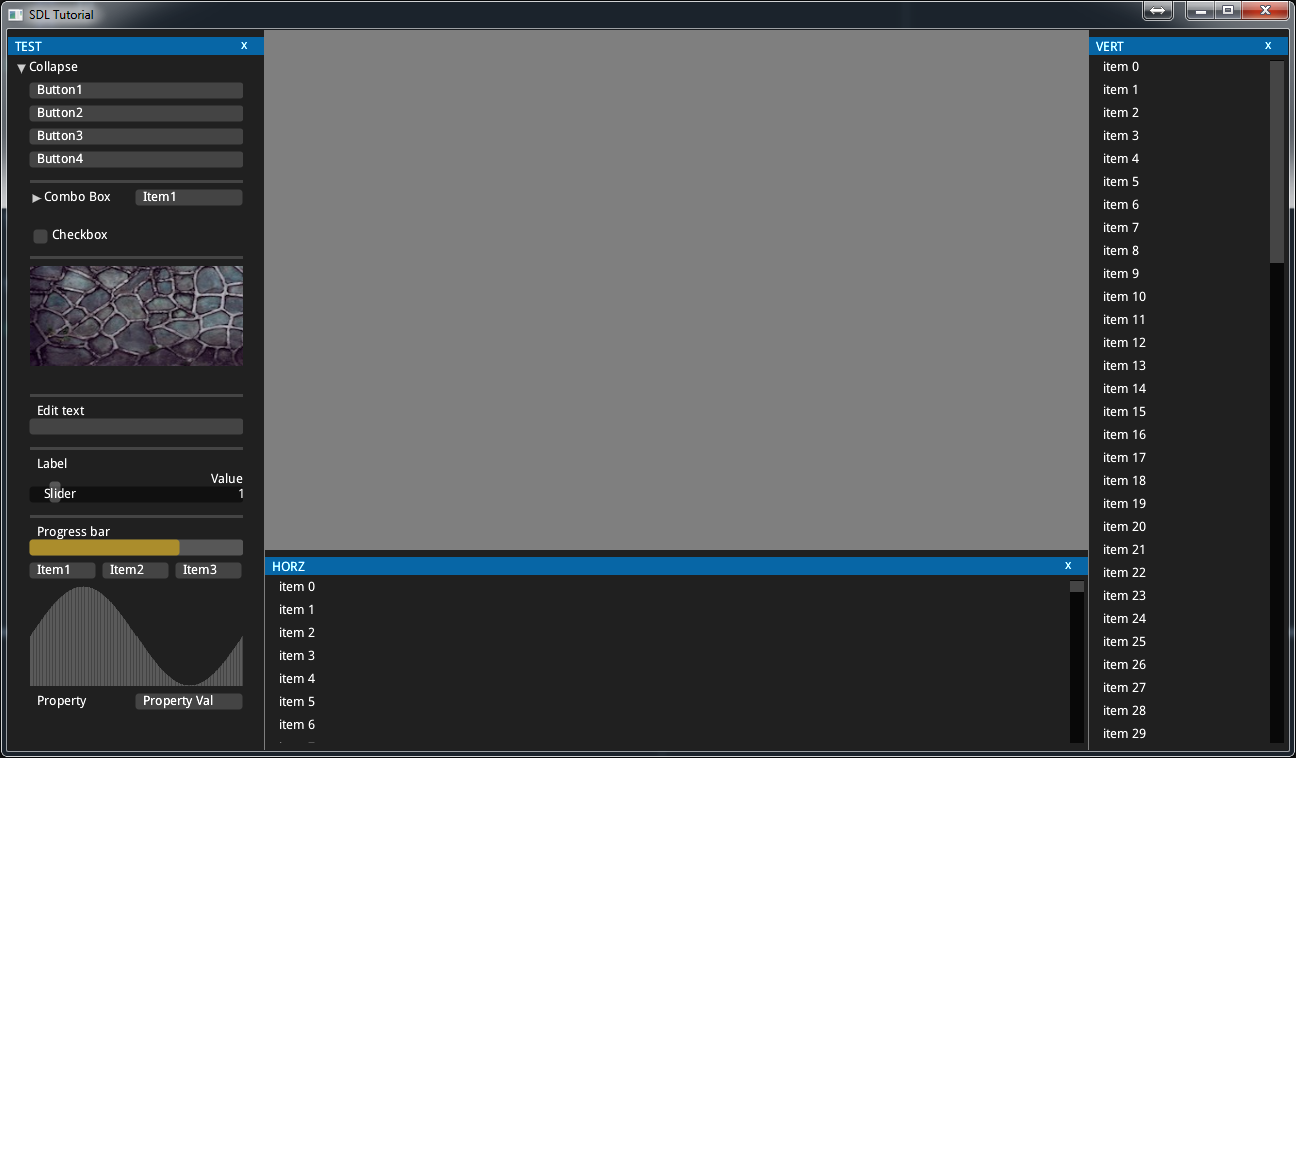 SDL Tutorial
TEST x
Collapse
Button1
Button2
Button3
Button4
Combo Box Item1
Checkbox
Edit text
Label
Value
Slider 1
Progress bar
Item1 Item2 Item3
Property Property Val
HORZ x
item 0
item 1
item 2
item 3
item 4
item 5
item 6
VERT x
item 0
item 1
item 2
item 3
item 4
item 5
item 6
item 7
item 8
item 9
item 10
item 11
item 12
item 13
item 14
item 15
item 16
item 17
item 18
item 19
item 20
item 21
item 22
item 23
item 24
item 25
item 26
item 27
item 28
item 29